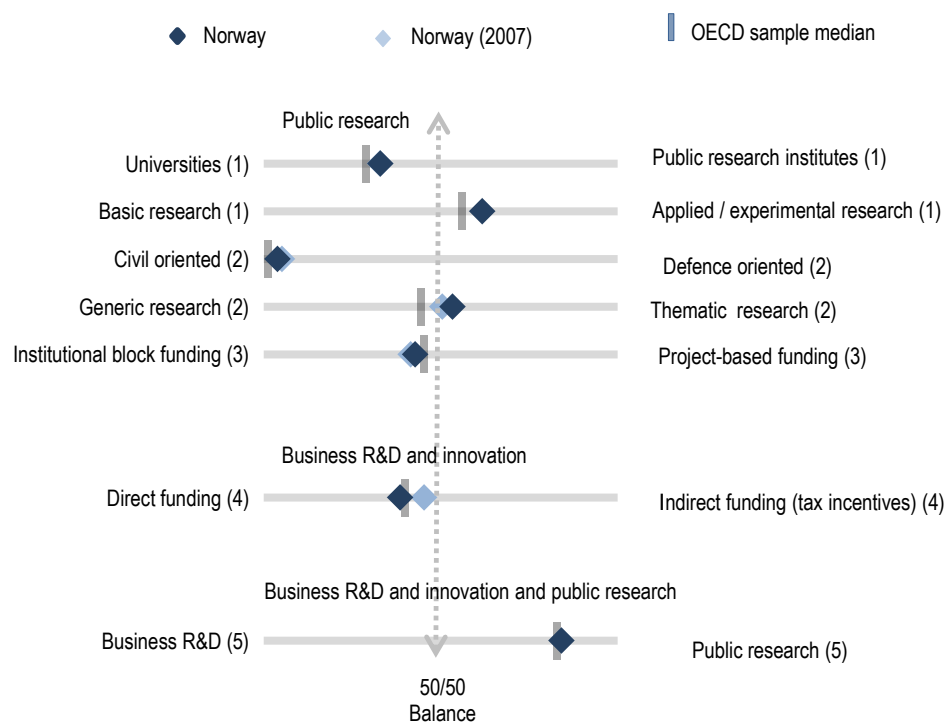 Norway
Norway (2007)
OECD sample median
Public research
Universities (1)
Public research institutes (1)
Basic research (1)
Applied / experimental research (1)
Civil oriented (2)
Defence oriented (2)
Generic research (2)
Thematic research (2)
Institutional block funding (3)
Project-based funding (3)
Business R&D and innovation
Direct funding (4)
Indirect funding (tax incentives) (4)
Business R&D and innovation and public research
Business R&D (5)
Public research (5)
50/50
Balance